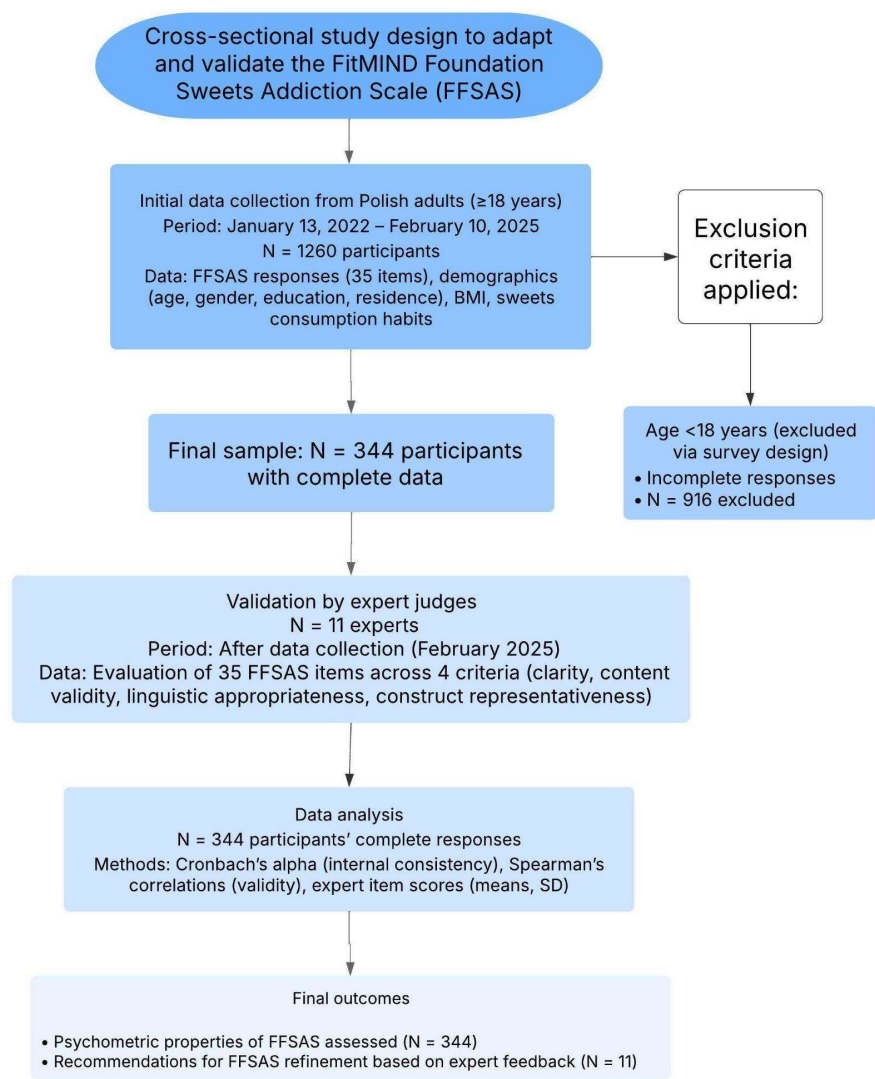 Cross-sectional study design to adapt
and validate the FitMIND Foundation
Sweets Addiction Scale (FFSAS)
Initial data collection from Polish adults (≥18 years)
Period: January 13, 2022 – February 10, 2025
N = 1260 participants
Data: FFSAS responses (35 items), demographics
(age, gender, education, residence), BMI, sweets
consumption habits
Exclusion
criteria
applied:
Age <18 years (excluded
via survey design)
• Incomplete responses
• N = 916 excluded
Final sample: N = 344 participants
with complete data
Validation by expert judges
N = 11 experts
Period: After data collection (February 2025)
Data: Evaluation of 35 FFSAS items across 4 criteria (clarity, content
validity, linguistic appropriateness, construct representativeness)
Data analysis
N = 344 participants’ complete responses
Methods: Cronbach’s alpha (internal consistency), Spearman’s
correlations (validity), expert item scores (means, SD)
Final outcomes
• Psychometric properties of FFSAS assessed (N = 344)
• Recommendations for FFSAS refinement based on expert feedback (N = 11)